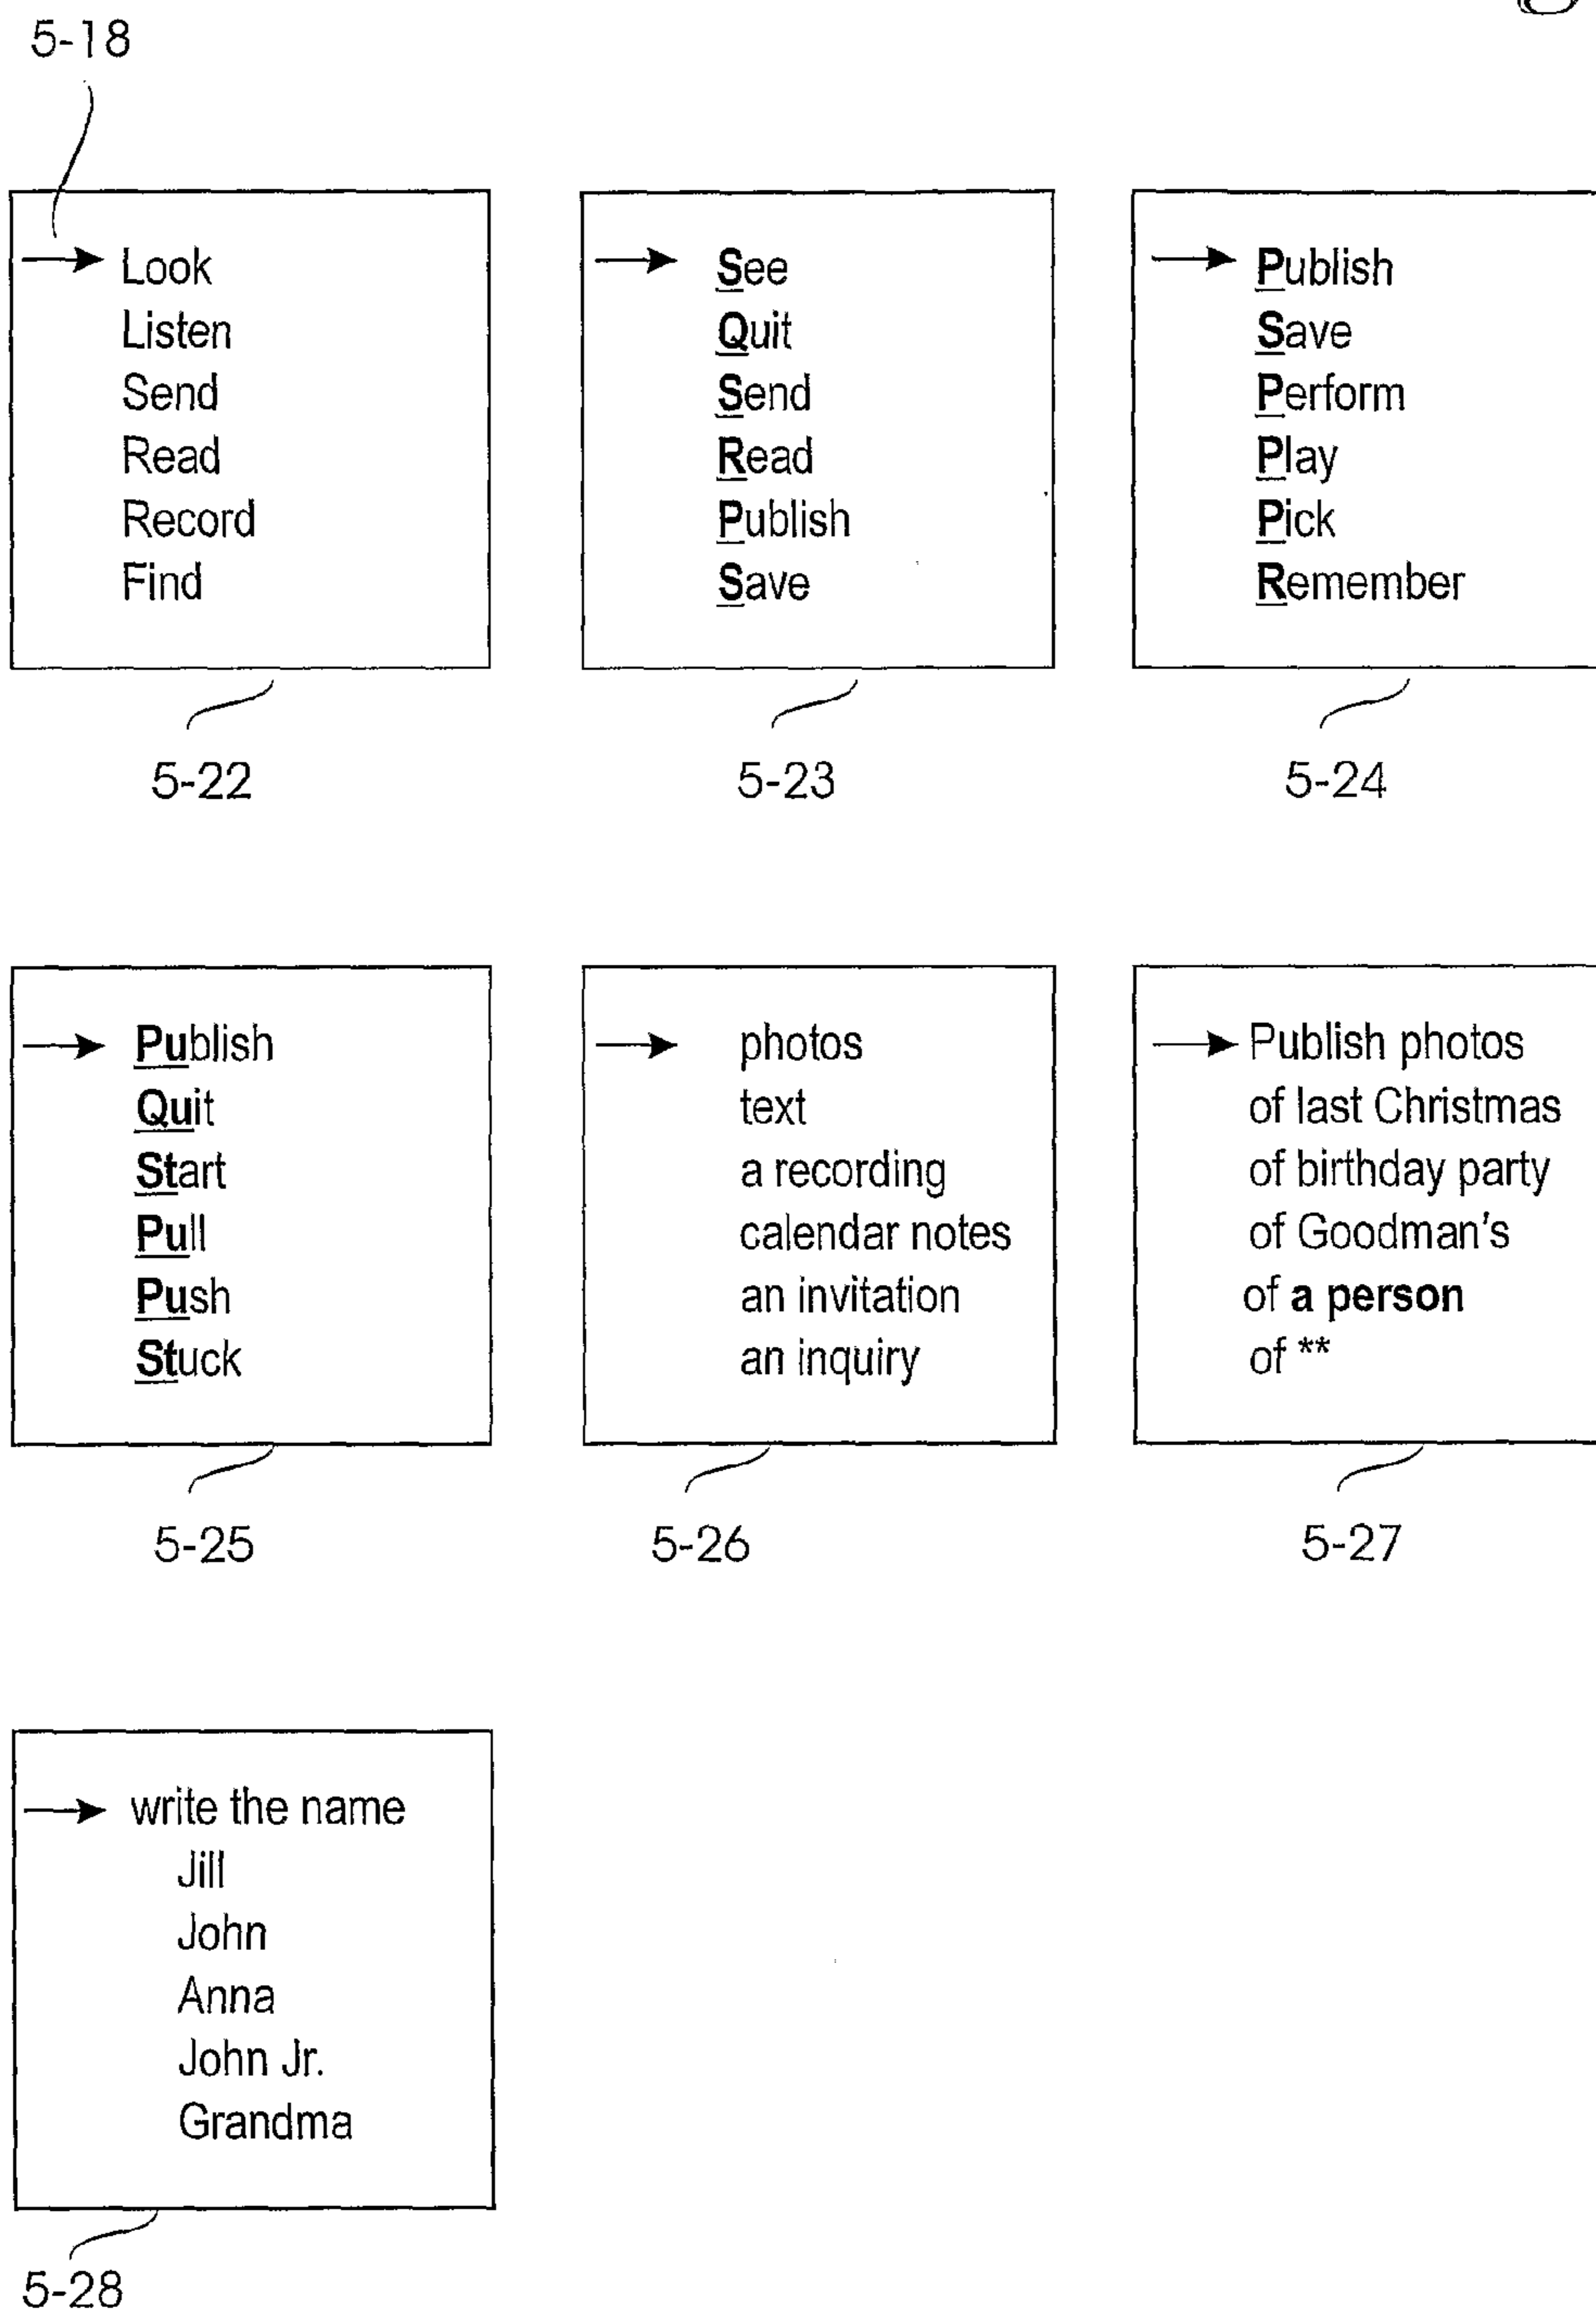 5-18
Look
Listen
Send
Read
Record
Find
5-22
See
Quit
Send
Read
Publish
Save
5-23
Publish
Save
Perform
Play
Pick
Remember
5-24
Publish
Quit
Start
Pull
Push
Stuck
5-25
photos
text
a recording
calendar notes
an invitation
an inquiry
5-26
Publish photos
of last Christmas
of birthday party
of Goodman's
of a person
of **
5-27
write the name
Jill
John
Anna
John Jr.
Grandma
5-28